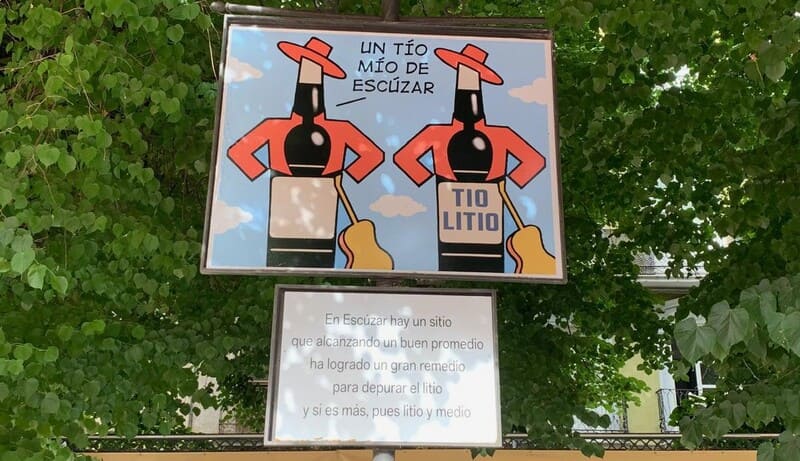 UN TÍO
MÍO DE
ESCÚZAR
TIO
LITIO
En Escúzar hay un sitio
que alcanzando un buen promedio
ha logrado un gran remedio
para depurar el litio
y sí es más, pues litio y medio